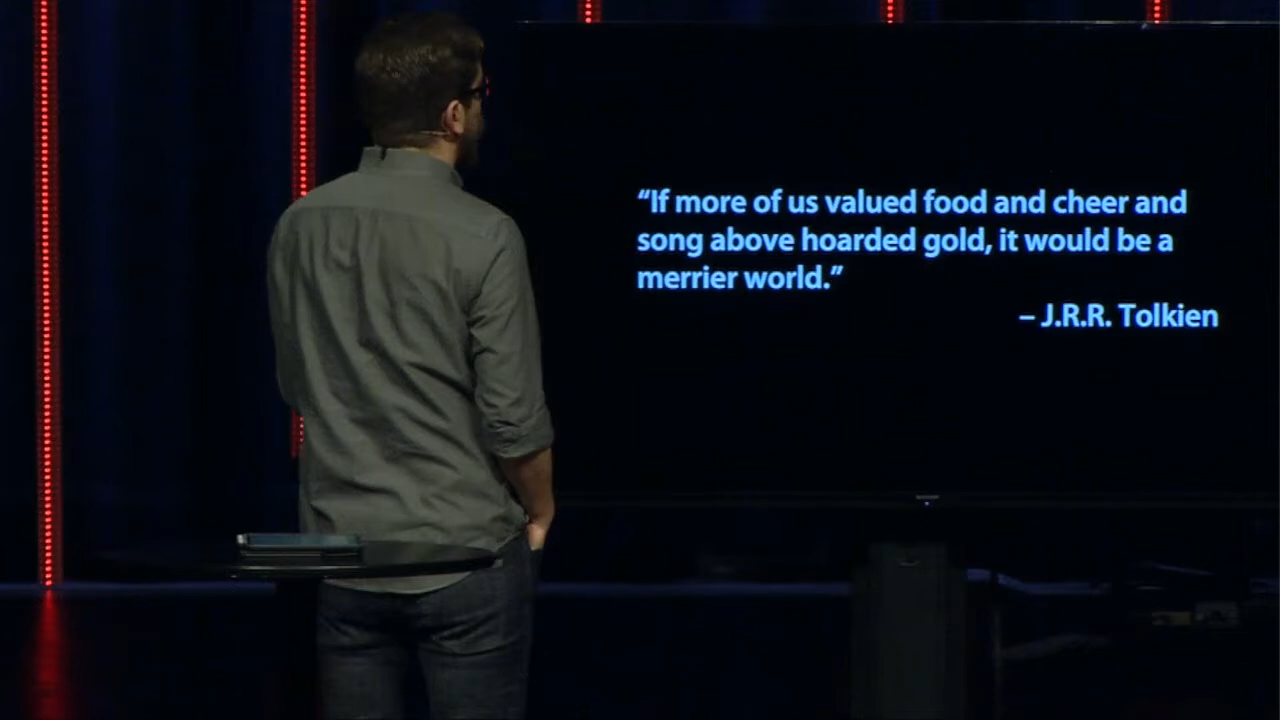 “If more of us valued food and cheer and
song above hoarded gold, it would be a
merrier world.”
– J.R.R. Tolkien